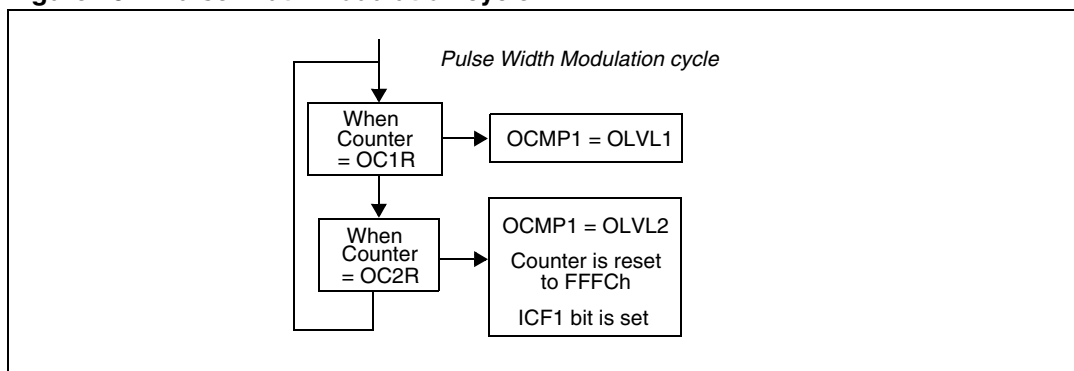 Pulse Width Modulation cycle
When
Counter
= OC1R
OCMP1 = OLVL1
When
Counter
= OC2R
OCMP1 = OLVL2
Counter is reset
to FFFCh
ICF1 bit is set